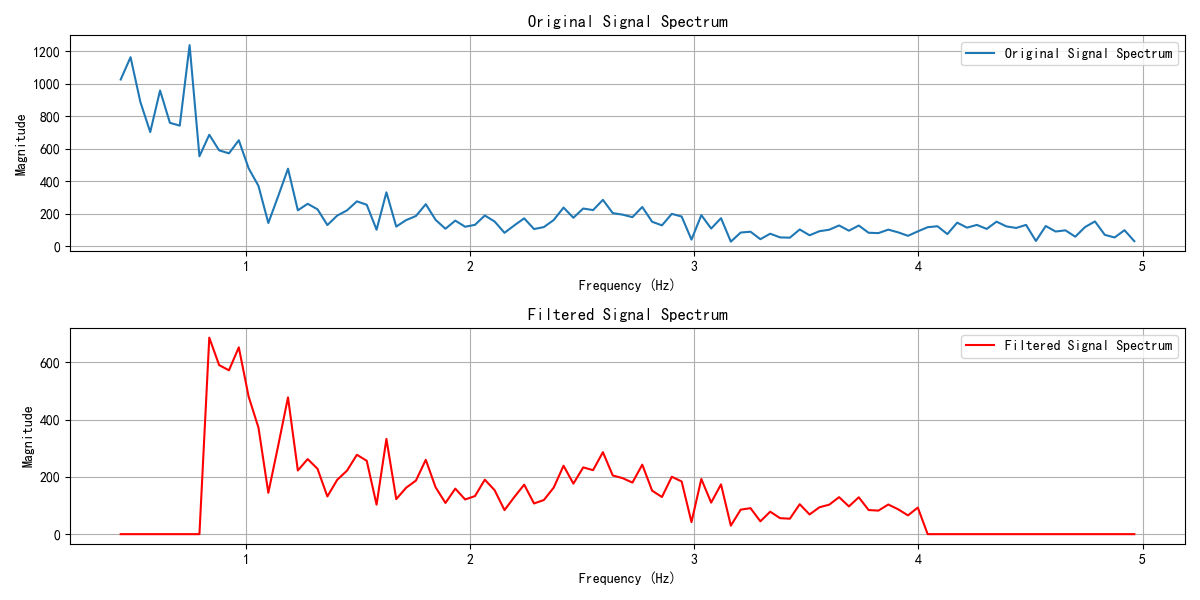 Original Signal Spectrum
Original Signal Spectrum
Magnitude
1200
1000
800
600
400
200
0
1 2 3 4 5
Frequency (Hz)
Filtered Signal Spectrum
Filtered Signal Spectrum
Magnitude
600
400
200
0
1 2 3 4 5
Frequency (Hz)